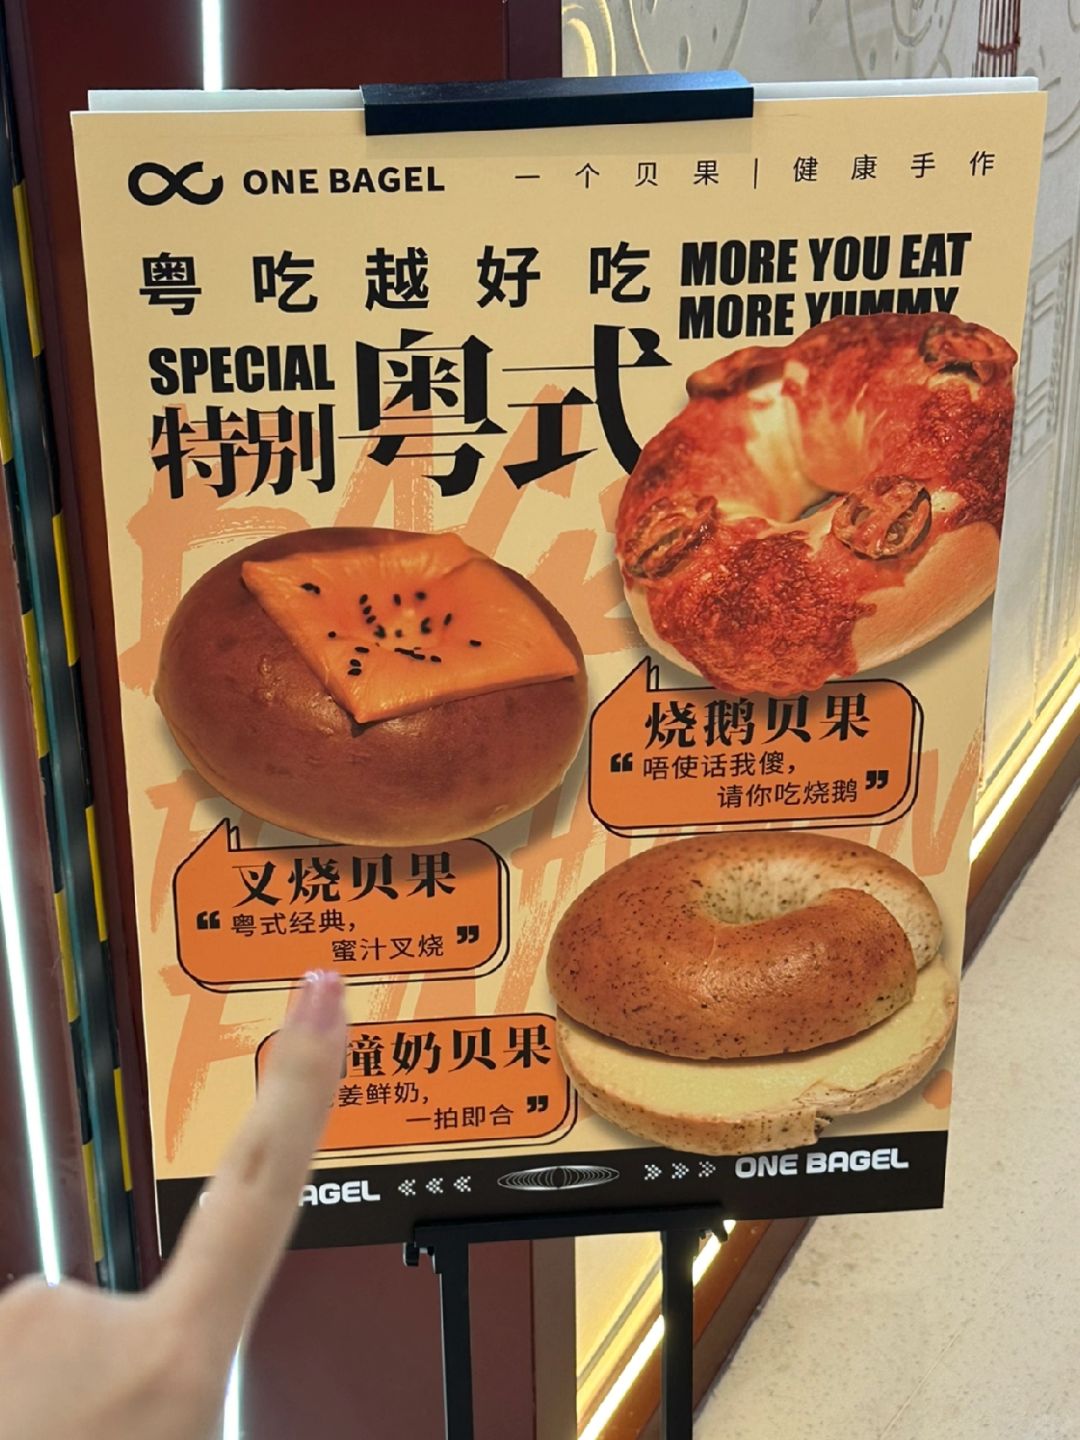 ONE BAGEL
一个贝果|健康手作
粤吃越好吃
MORE YOU EAT
MORE YUMMY
SPECIAL
特别
粤式
烧鹅贝果
“唔使话我傻，
请你吃烧鹅”
叉烧贝果
“粤式经典，
蜜汁叉烧”
撞奶贝果
姜鲜奶，
一拍即合”
AGEL
ONE BAGEL